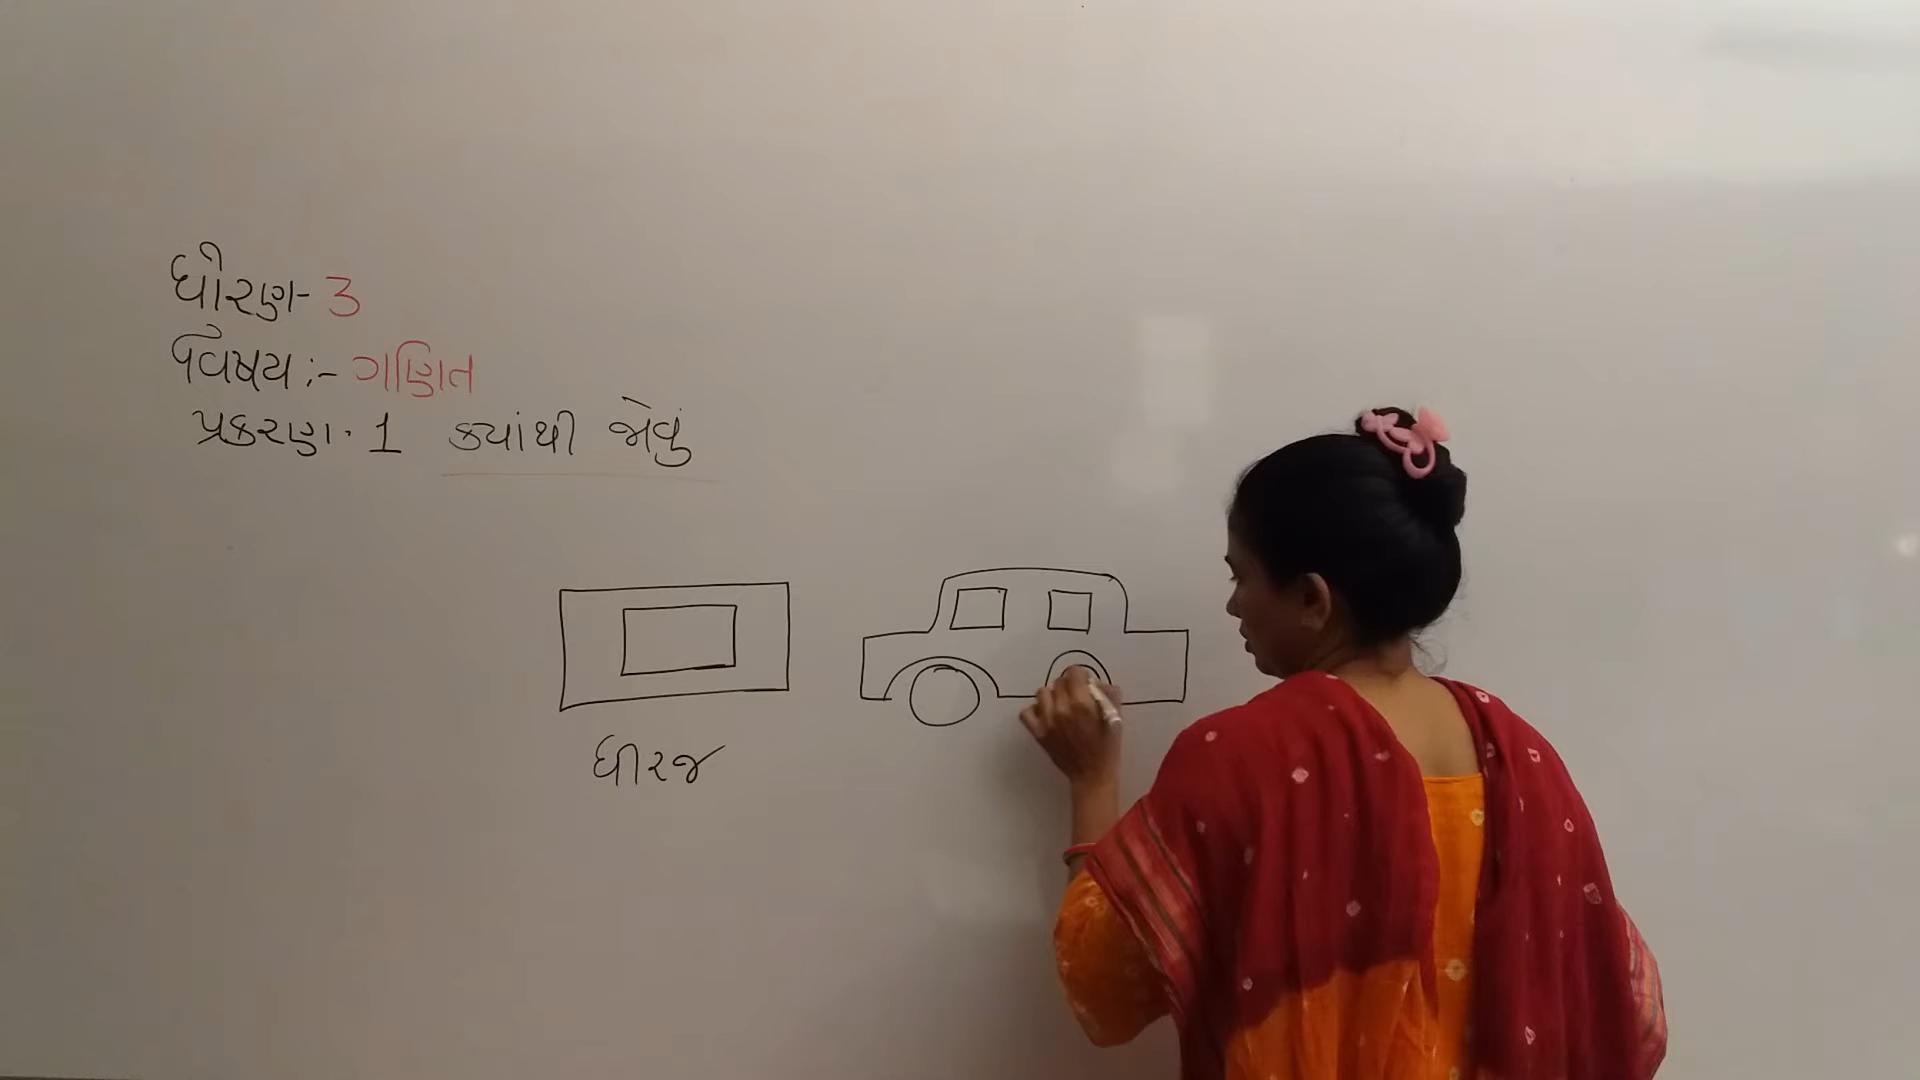 ધોરણ- 3
વિષય :- ગણિત
પ્રકરણ. 1 ક્યાંથી જોવું
ધીરજ